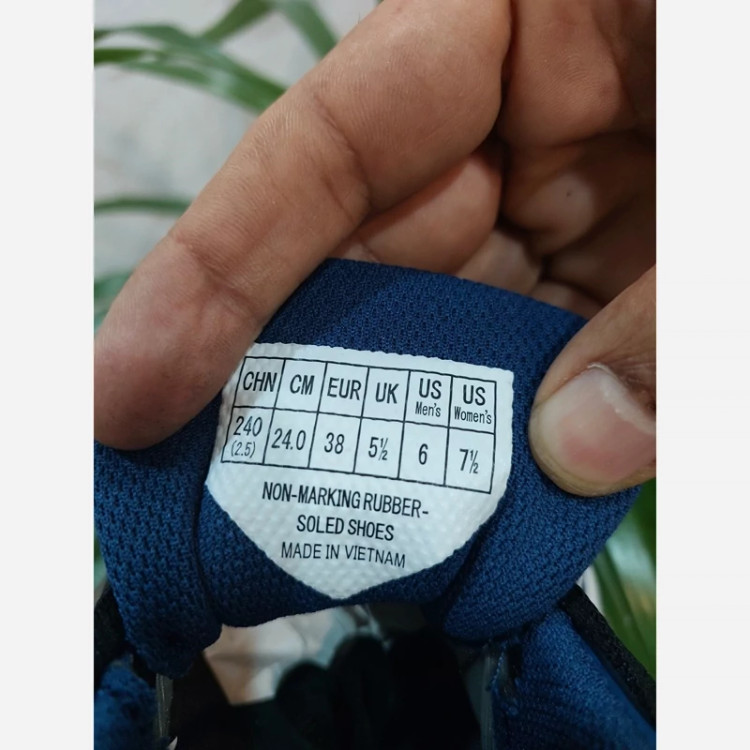 CHN CM EUR UK US Men's US Women's
240 (2.5) 24.0 38 5½ 6 7½
NON-MARKING RUBBER-
SOLED SHOES
MADE IN VIETNAM